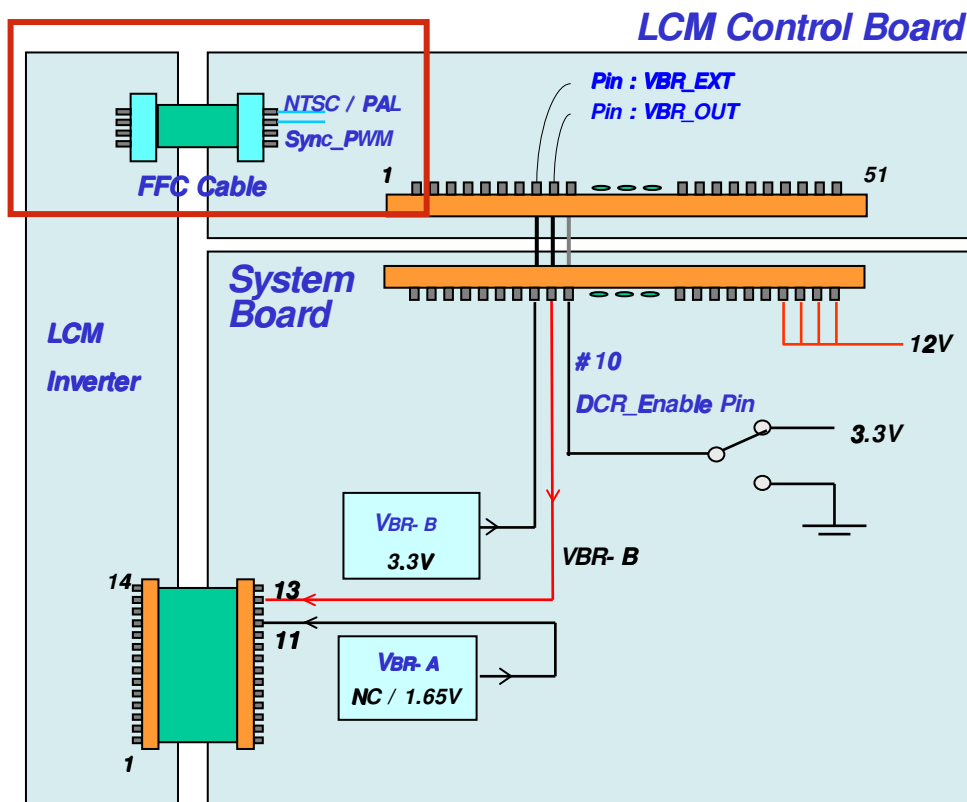 LCM Control Board
Pin : VBR_EXT
Pin : VBR_OUT
NTSC / PAL
Sync_PWM
FFC Cable
1
51
System
Board
LCM
Inverter
12V
#10
DCR_Enable Pin
3.3V
VBR- B
3.3V
VBR- B
14
13
11
VBR- A
NC / 1.65V
1